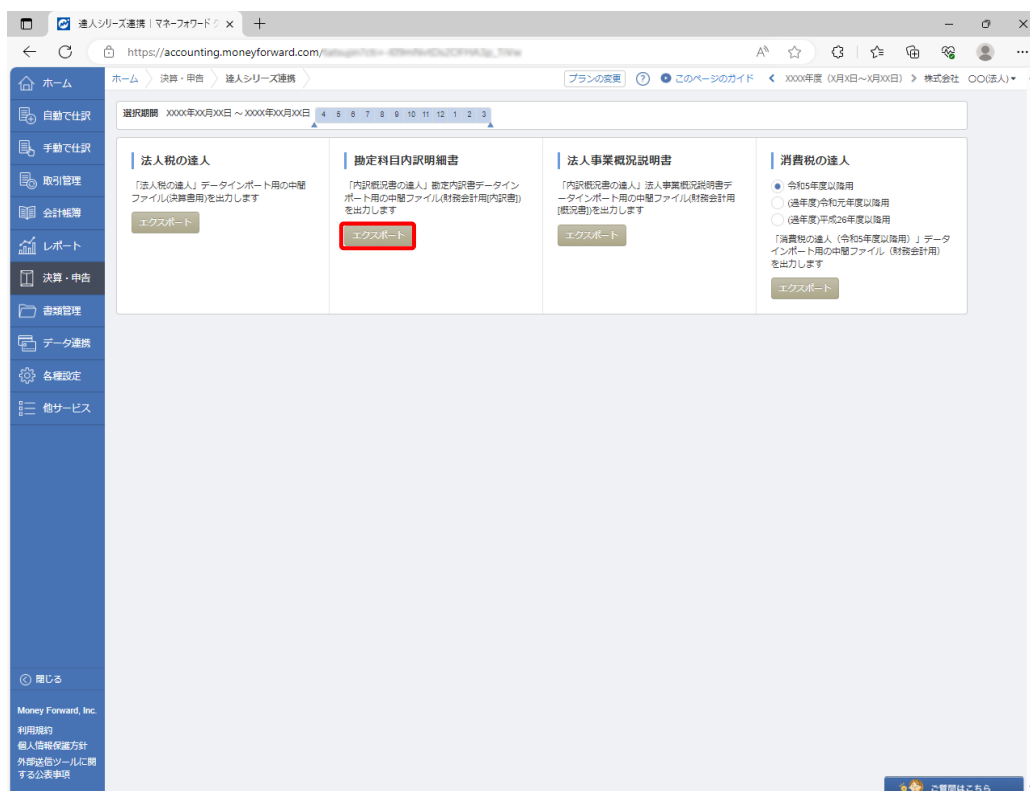 達人シリーズ連携 | マネーフォワード ク
https://accounting.moneyforward.com/
ホーム 決算・申告 達人シリーズ連携
プランの変更 ? このページのガイド XXXX年度 (X月X日～X月XX日) 株式会社 〇〇(法人)
ホーム
自動で仕訳
手動で仕訳
取引管理
会計帳簿
レポート
決算・申告
書類管理
データ連携
各種設定
他サービス
選択期間 XXXX年XX月XX日 ～ XXXX年XX月XX日 4 5 6 7 8 9 10 11 12 1 2 3
法人税の達人
「法人税の達人」データインポート用の中間
ファイル(決算書用)を出力します
エクスポート
勘定科目内訳明細書
「内訳概況書の達人」勘定内訳書データイン
ポート用の中間ファイル(財務会計用[内訳書])
を出力します
エクスポート
法人事業概況説明書
「内訳概況書の達人」法人事業概況説明書デ
ータインポート用の中間ファイル(財務会計用
[概況書])を出力します
エクスポート
消費税の達人
令和5年度以降用
(過年度)令和元年度以降用
(過年度)平成26年度以降用
「消費税の達人（令和5年度以降用）」データ
インポート用の中間ファイル（財務会計用）
を出力します
エクスポート
閉じる
Money Forward, Inc.
利用規約
個人情報保護方針
外部送信ツールに関
する公表事項
ご質問はこちら